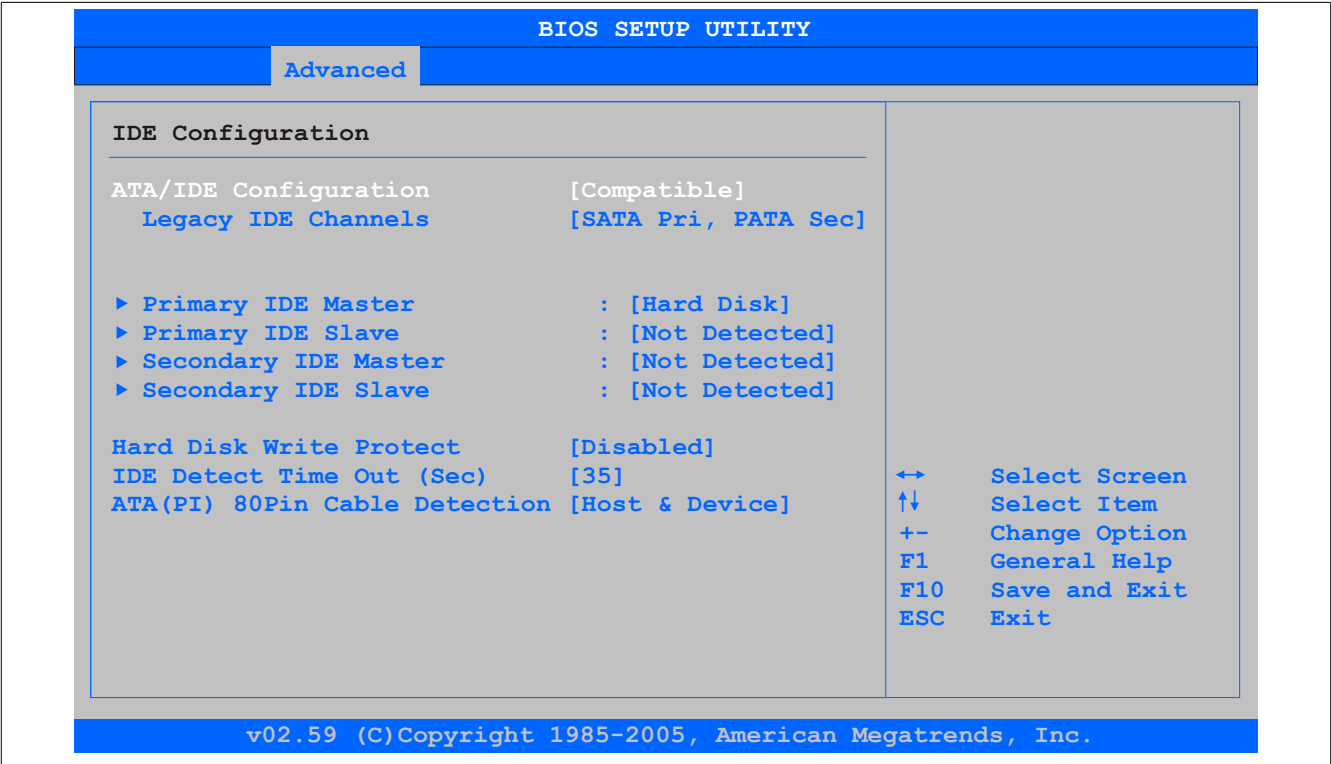 BIOS SETUP UTILITY
Advanced
IDE Configuration
ATA/IDE Configuration [Compatible]
Legacy IDE Channels [SATA Pri, PATA Sec]
Primary IDE Master : [Hard Disk]
Primary IDE Slave : [Not Detected]
Secondary IDE Master : [Not Detected]
Secondary IDE Slave : [Not Detected]
Hard Disk Write Protect [Disabled]
IDE Detect Time Out (Sec) [35]
ATA(PI) 80Pin Cable Detection [Host & Device]
↔ Select Screen
↑↓ Select Item
+- Change Option
F1 General Help
F10 Save and Exit
ESC Exit
v02.59 (C)Copyright 1985-2005, American Megatrends, Inc.